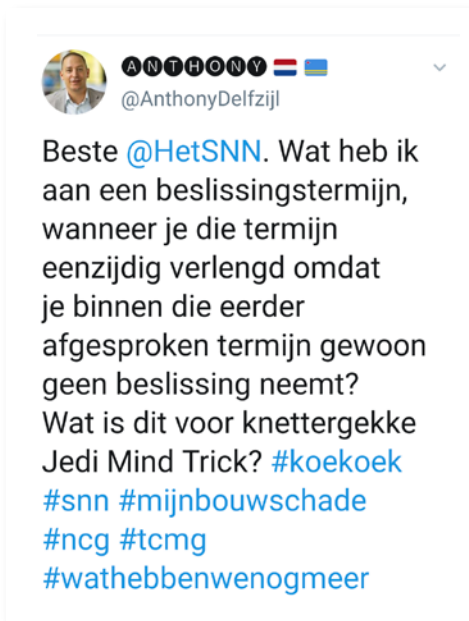 🅐🅝🅣🅗🅞🅝🅨 🇳🇱 🇦🇼
@AnthonyDelfzijl
Beste @HetSNN. Wat heb ik
aan een beslissingstermijn,
wanneer je die termijn
eenzijdig verlengd omdat
je binnen die eerder
afgesproken termijn gewoon
geen beslissing neemt?
Wat is dit voor knettergekke
Jedi Mind Trick? #koekoek
#snn #mijnbouwschade
#ncg #tcmg
#wathebbenwenogmeer